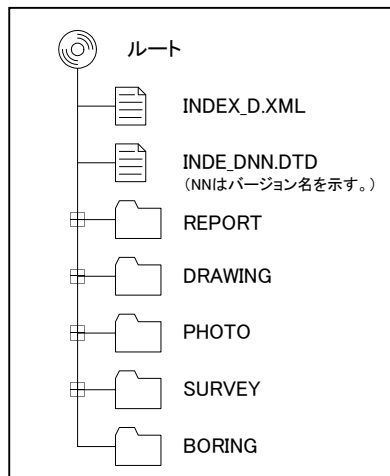 ルート
INDEX_D.XML
INDE_DNN.DTD
(NNはバージョン名を示す。)
REPORT
DRAWING
PHOTO
SURVEY
BORING